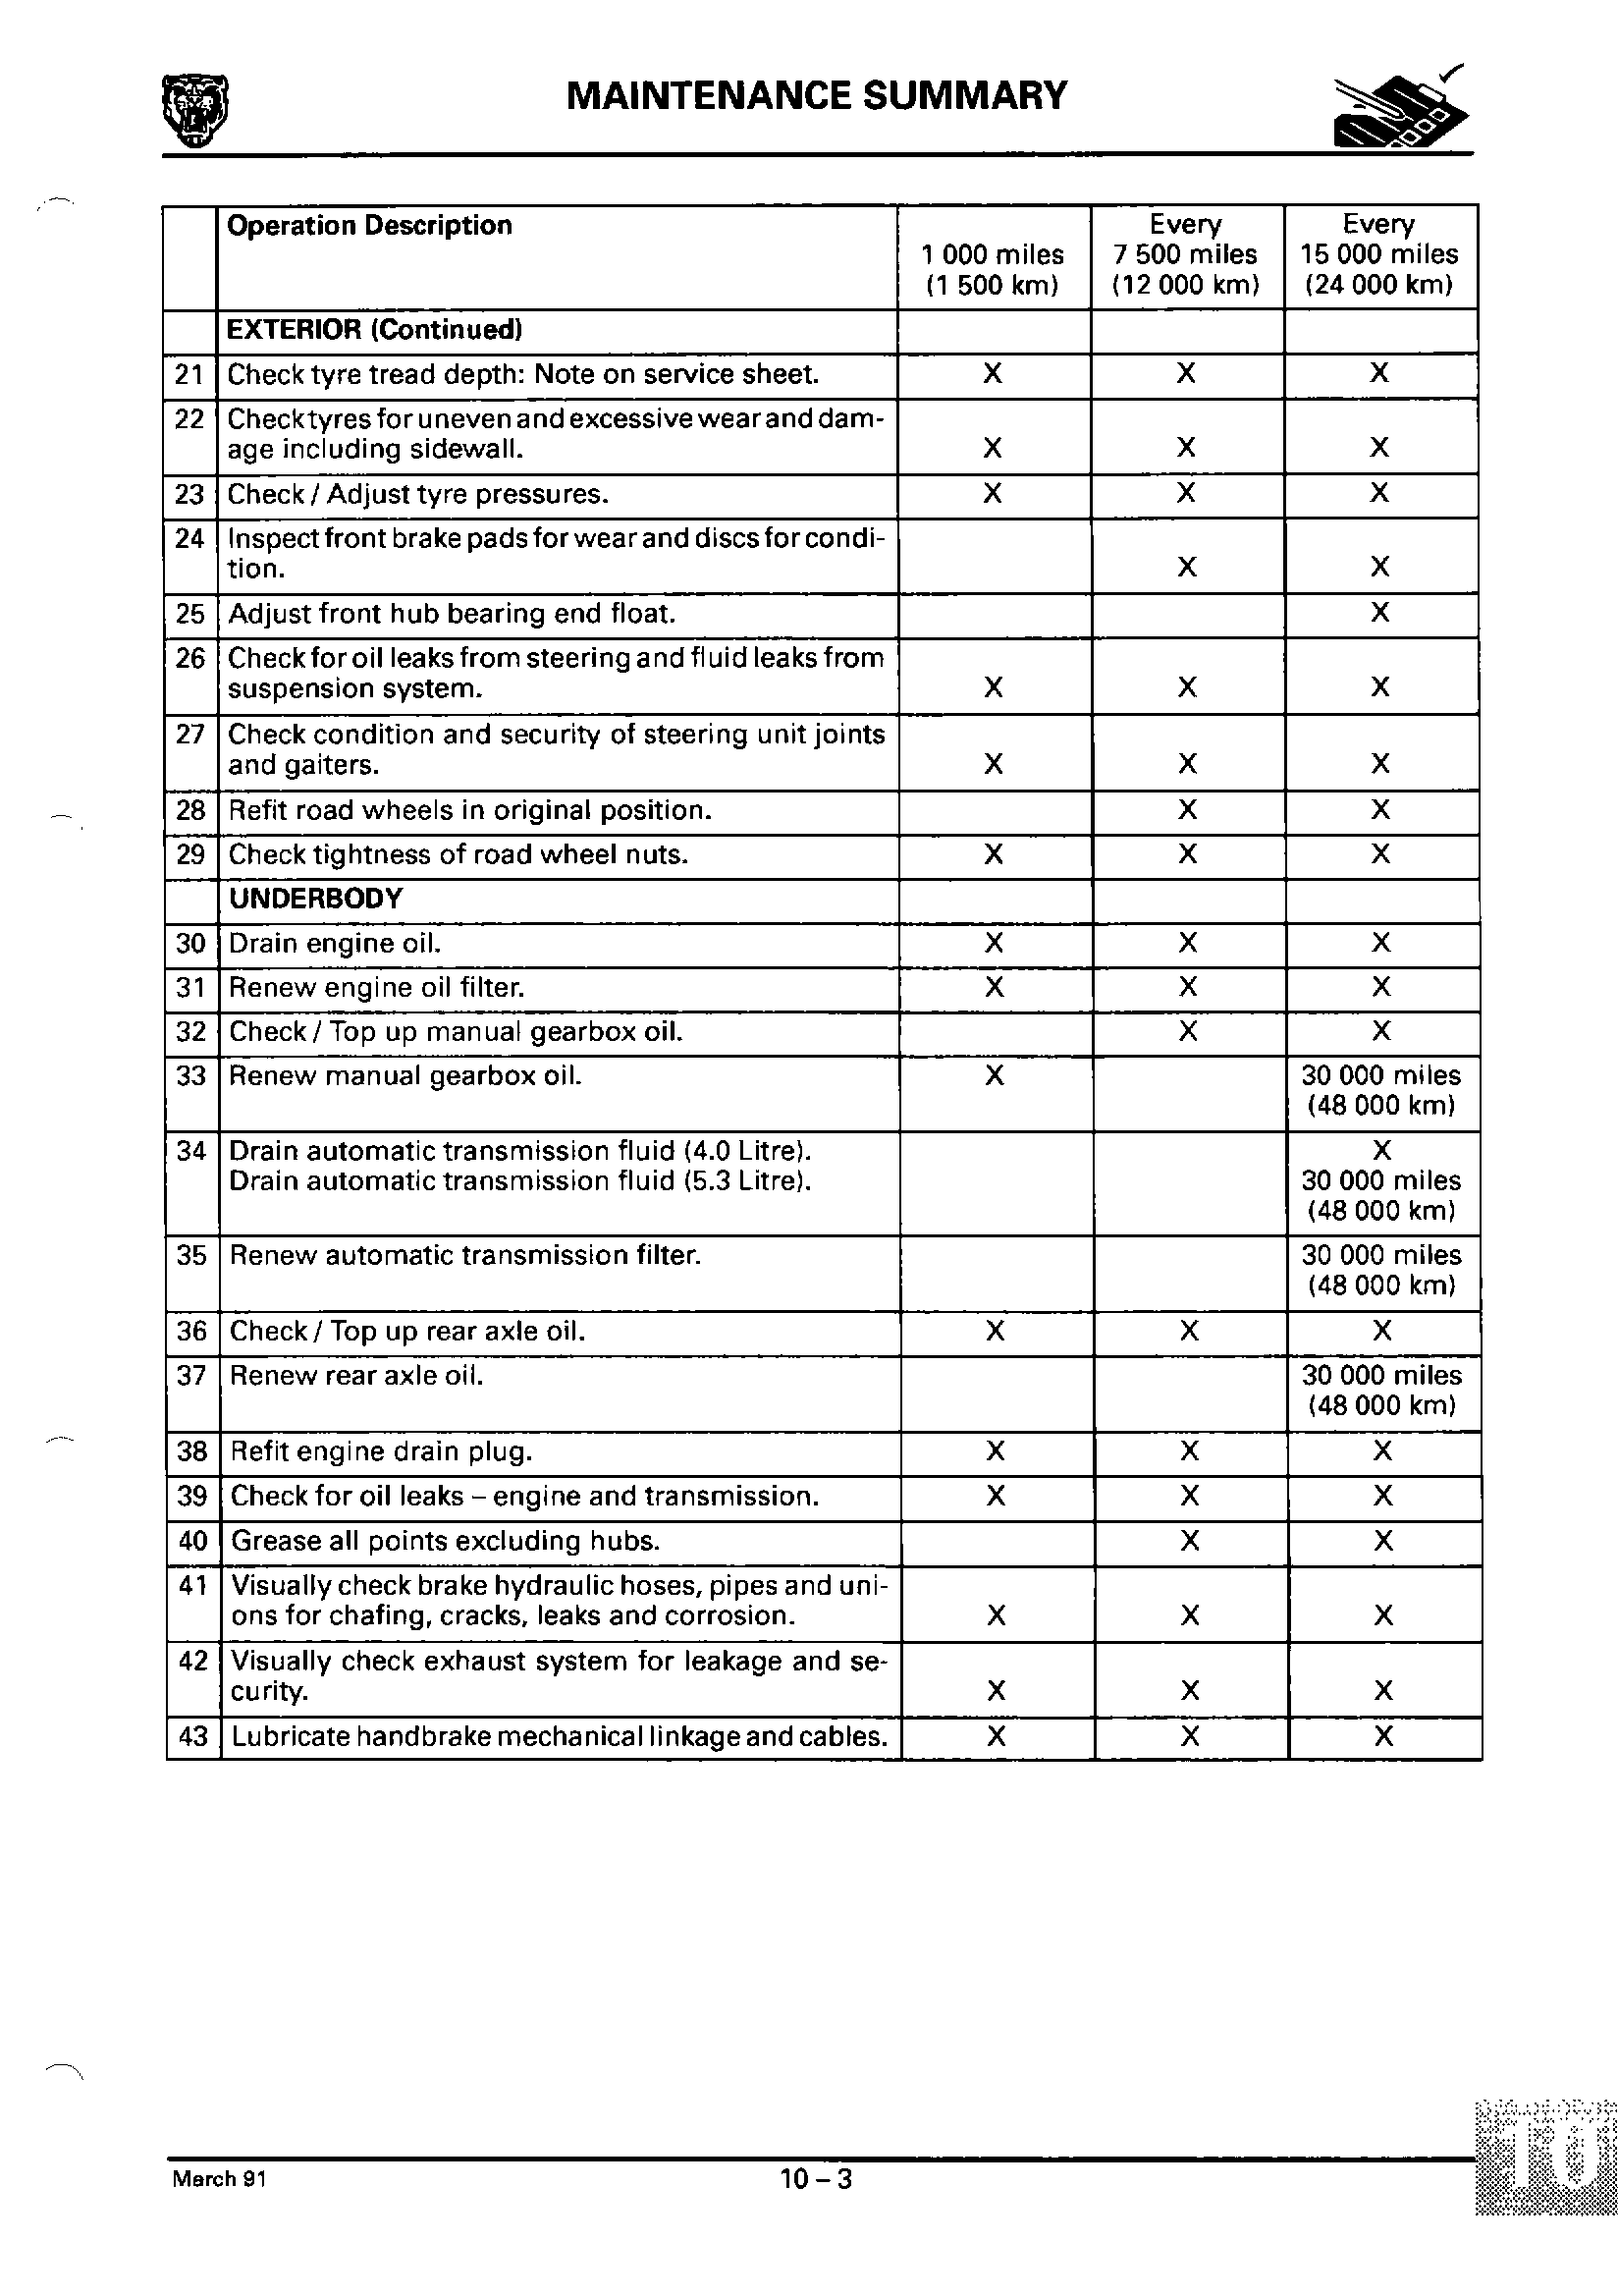 MAINTENANCE SUMMARY
Operation Description
1 000 miles
(1 500 km)
Every
7 500 miles
(12 000 km)
Every
15 000 miles
(24 000 km)
EXTERIOR (Continued)
21 Check tyre tread depth: Note on service sheet. X X X
22 Check tyres for uneven and excessive wear and dam-
age including sidewall. X X X
23 Check / Adjust tyre pressures. X X X
24 Inspect front brake pads for wear and discs for condi-
tion. X X
25 Adjust front hub bearing end float. X
26 Check for oil leaks from steering and fluid leaks from
suspension system. X X X
27 Check condition and security of steering unit joints
and gaiters. X X X
28 Refit road wheels in original position. X X
29 Check tightness of road wheel nuts. X X X
UNDERBODY
30 Drain engine oil. X X X
31 Renew engine oil filter. X X X
32 Check / Top up manual gearbox oil. X X
33 Renew manual gearbox oil. X 30 000 miles
(48 000 km)
34 Drain automatic transmission fluid (4.0 Litre). X
Drain automatic transmission fluid (5.3 Litre). 30 000 miles
(48 000 km)
35 Renew automatic transmission filter. 30 000 miles
(48 000 km)
36 Check / Top up rear axle oil. X X X
37 Renew rear axle oil. 30 000 miles
(48 000 km)
38 Refit engine drain plug. X X X
39 Check for oil leaks – engine and transmission. X X X
40 Grease all points excluding hubs. X X
41 Visually check brake hydraulic hoses, pipes and uni-
ons for chafing, cracks, leaks and corrosion. X X X
42 Visually check exhaust system for leakage and se-
curity. X X X
43 Lubricate handbrake mechanical linkage and cables. X X X
10
March 91 10 – 3